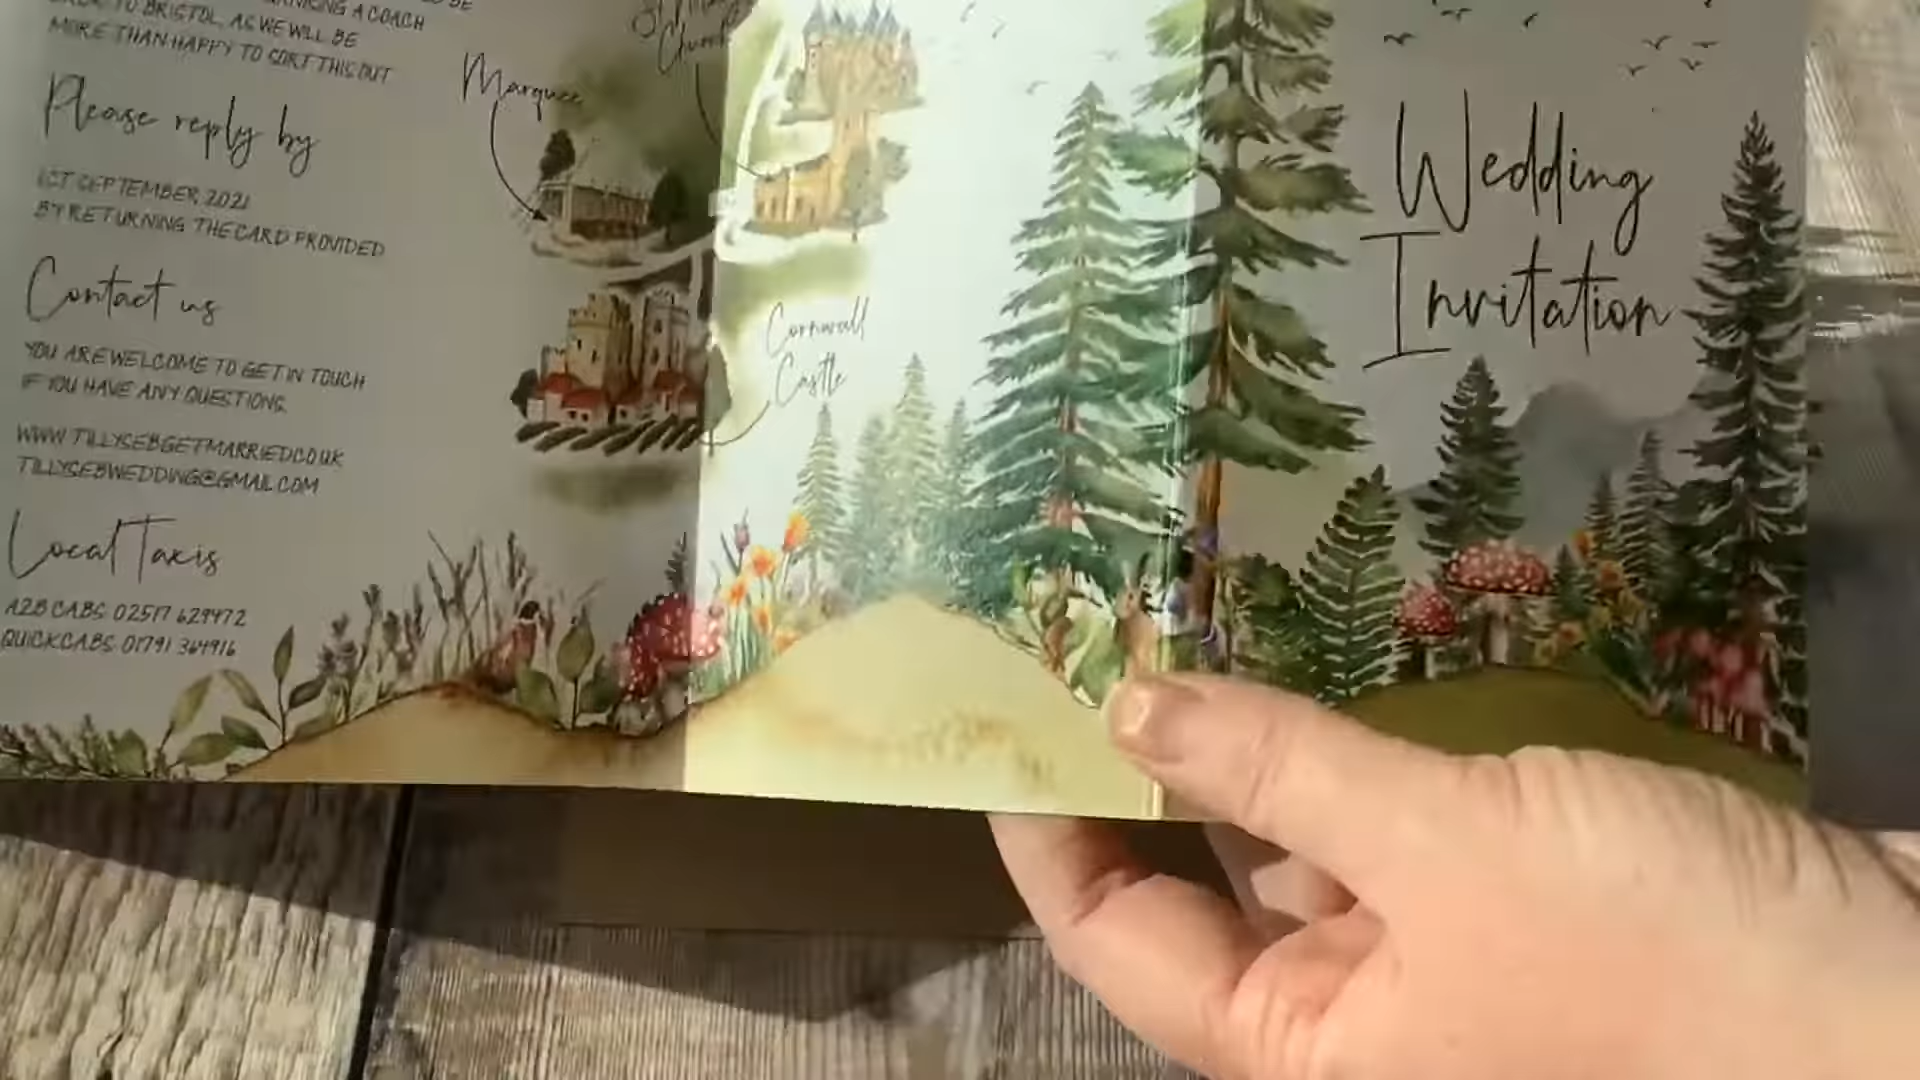 A COACH
TO BRISTOL, AS WE WILL BE
MORE THAN HAPPY TO SORT THIS OUT
Please reply by
1ST SEPTEMBER 2021
BY RETURNING THE CARD PROVIDED
Contact us
YOU ARE WELCOME TO GET IN TOUCH
IF YOU HAVE ANY QUESTIONS.
WWW.TILLYSEBGETMARRIED.CO.UK
TILLYSEBWEDDING@GMAIL.COM
Local Taxis
A2B CABS: 02517 629472
QUICKCABS: 01791 364916
Marquee
Church
Cornwall
Castle
Wedding
Invitation